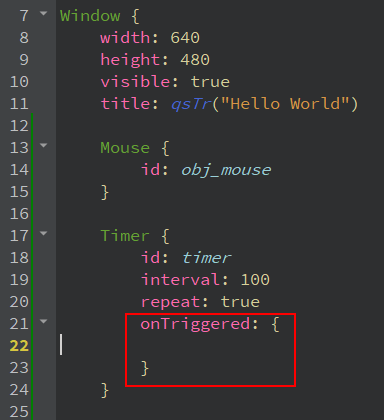 7 Window {
8 width: 640
9 height: 480
10 visible: true
11 title: qsTr("Hello World")
12
13 Mouse {
14 id: obj_mouse
15 }
16
17 Timer {
18 id: timer
19 interval: 100
20 repeat: true
21 onTriggered: {
22
23 }
24 }
25